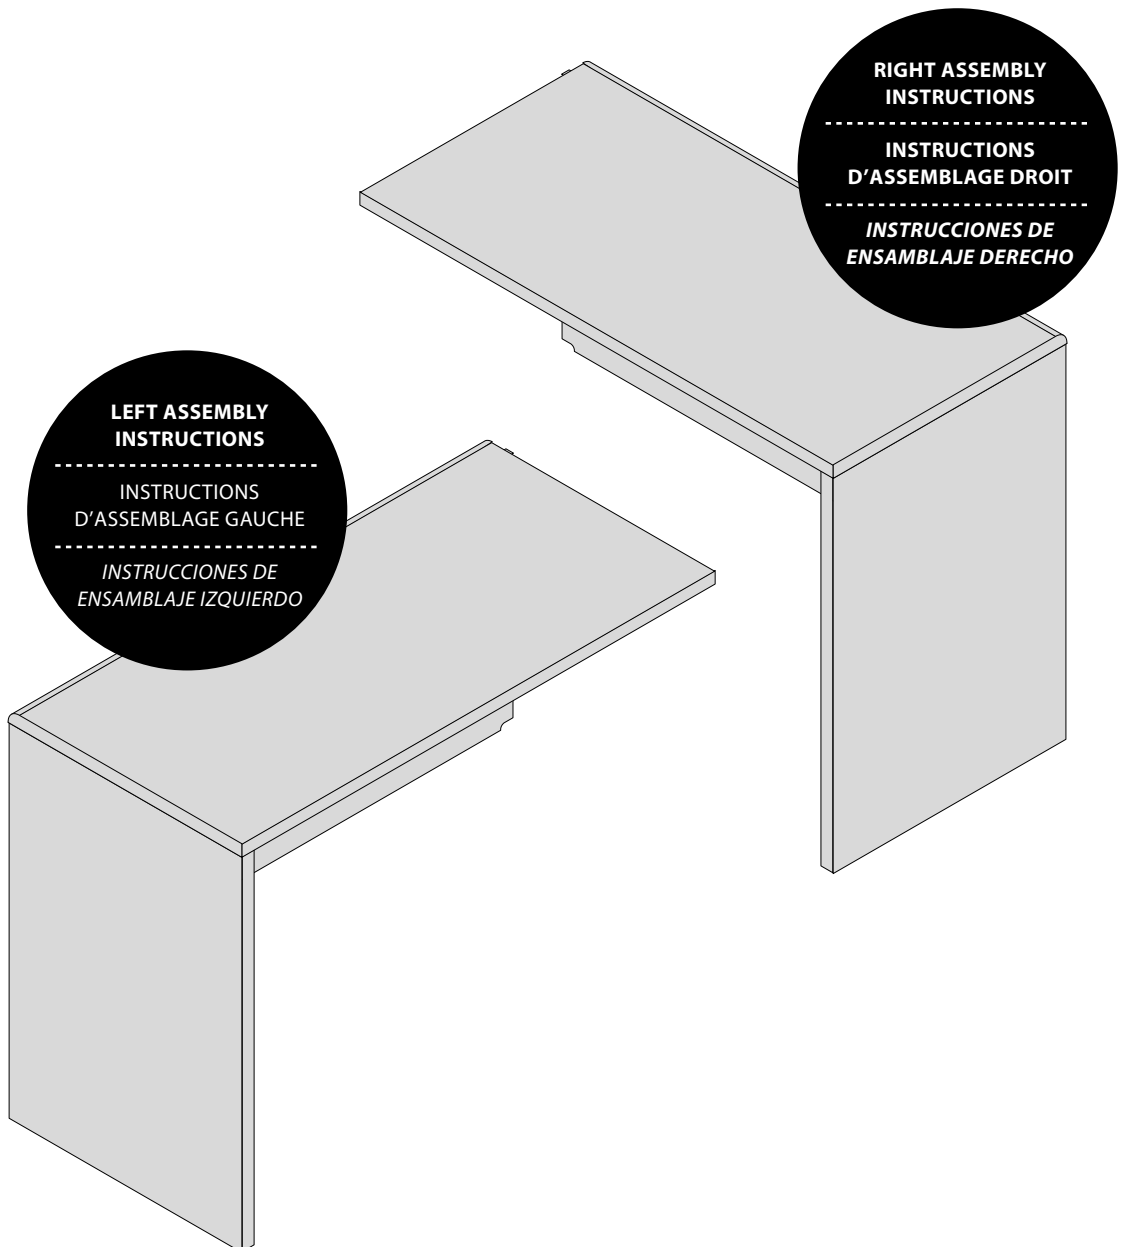 RIGHT ASSEMBLY
INSTRUCTIONS
INSTRUCTIONS
D’ASSEMBLAGE DROIT
INSTRUCCIONES DE
ENSAMBLAJE DERECHO
LEFT ASSEMBLY
INSTRUCTIONS
INSTRUCTIONS
D’ASSEMBLAGE GAUCHE
INSTRUCCIONES DE
ENSAMBLAJE IZQUIERDO